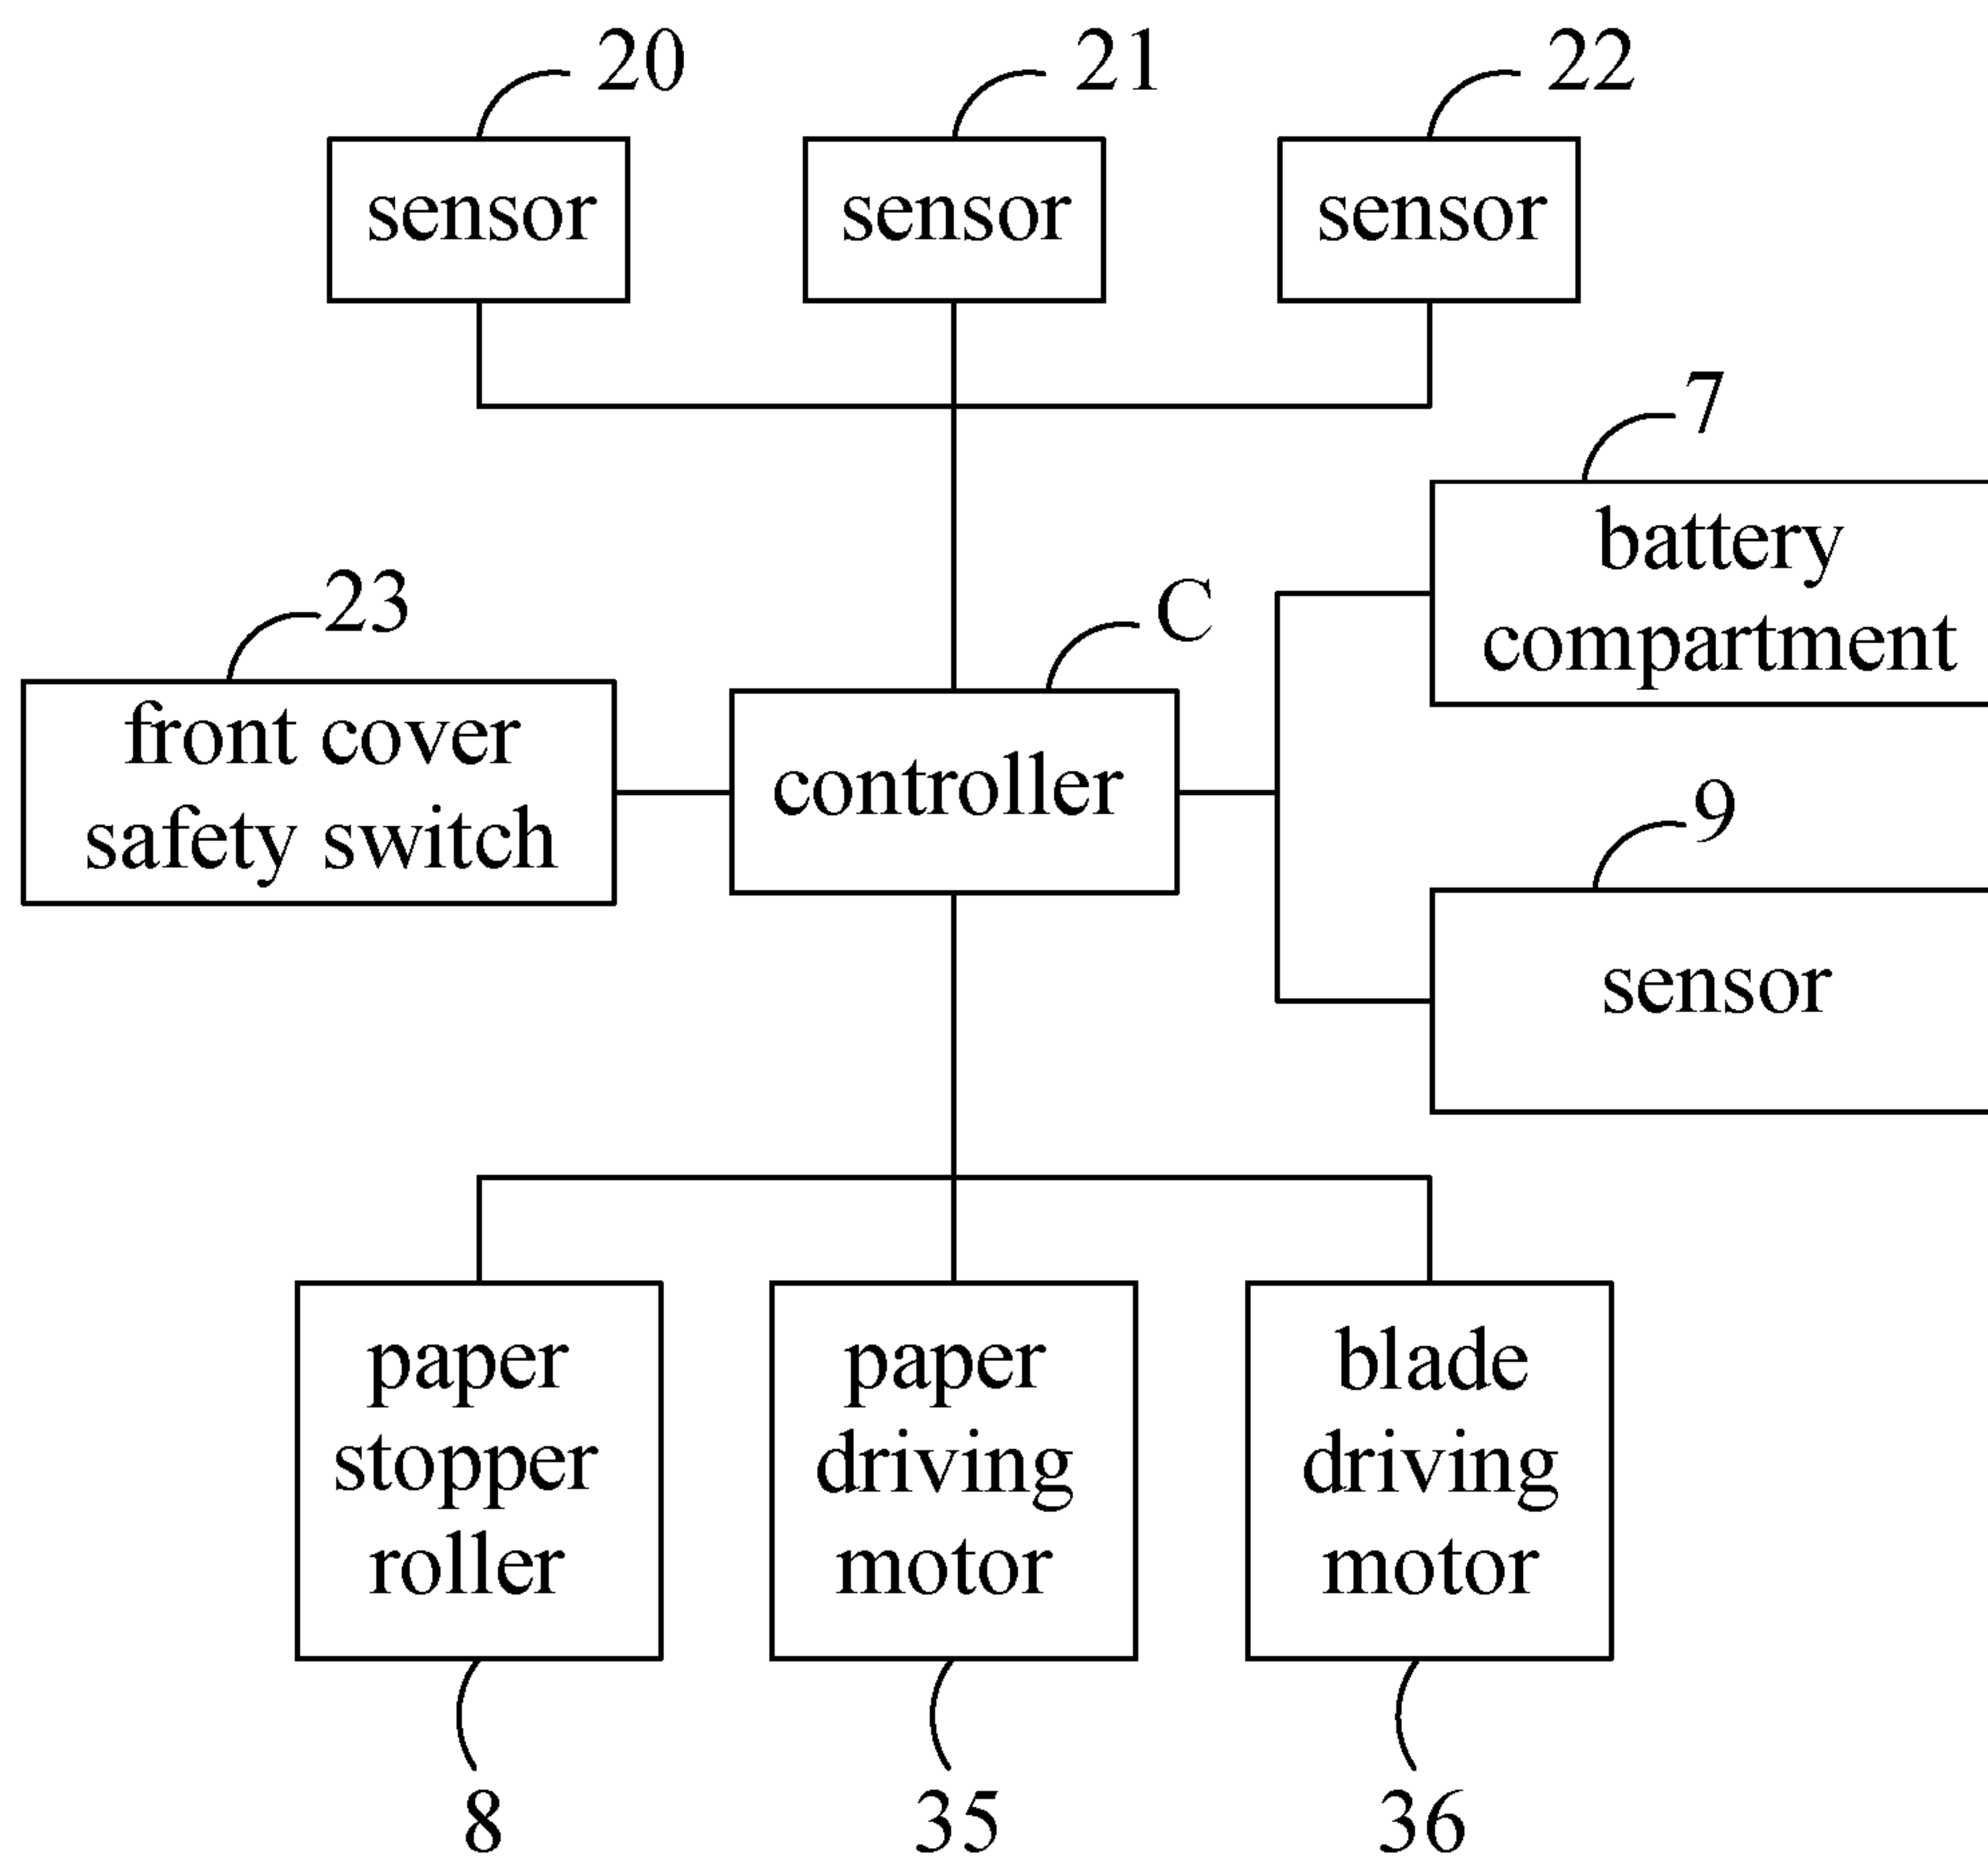 20
21
22
sensor
sensor
sensor
7
battery
compartment
23
C
front cover
safety switch
controller
9
sensor
paper
stopper
roller
paper
driving
motor
blade
driving
motor
8
35
36